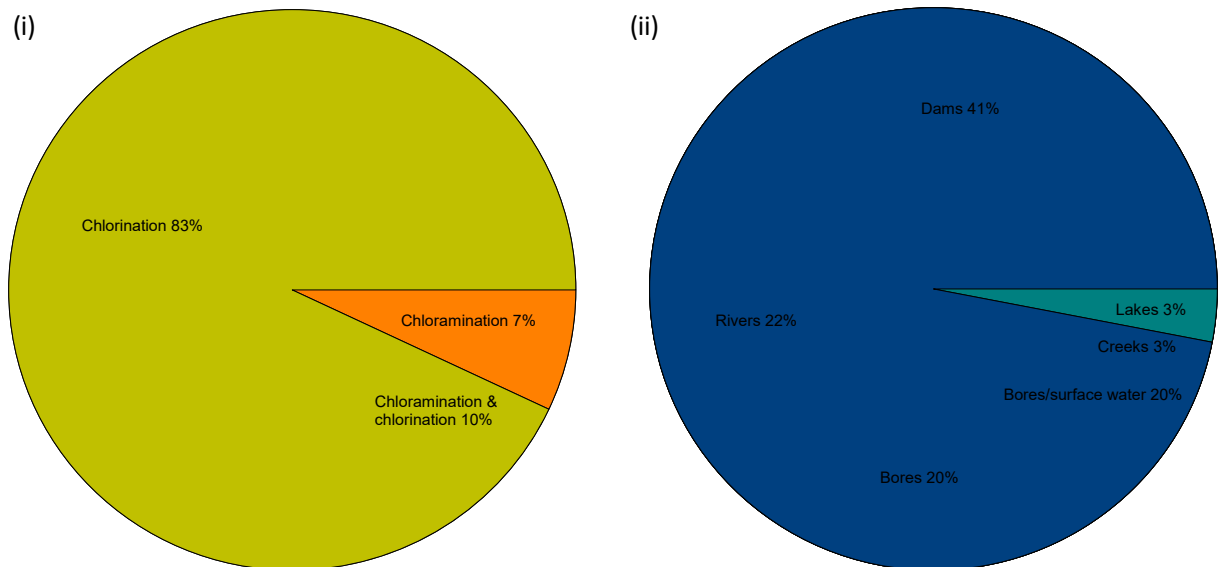 (i)
Chlorination 83%
Chloramination 7%
Chloramination &
chlorination 10%
(ii)
Dams 41%
Rivers 22%
Lakes 3%
Creeks 3%
Bores/surface water 20%
Bores 20%